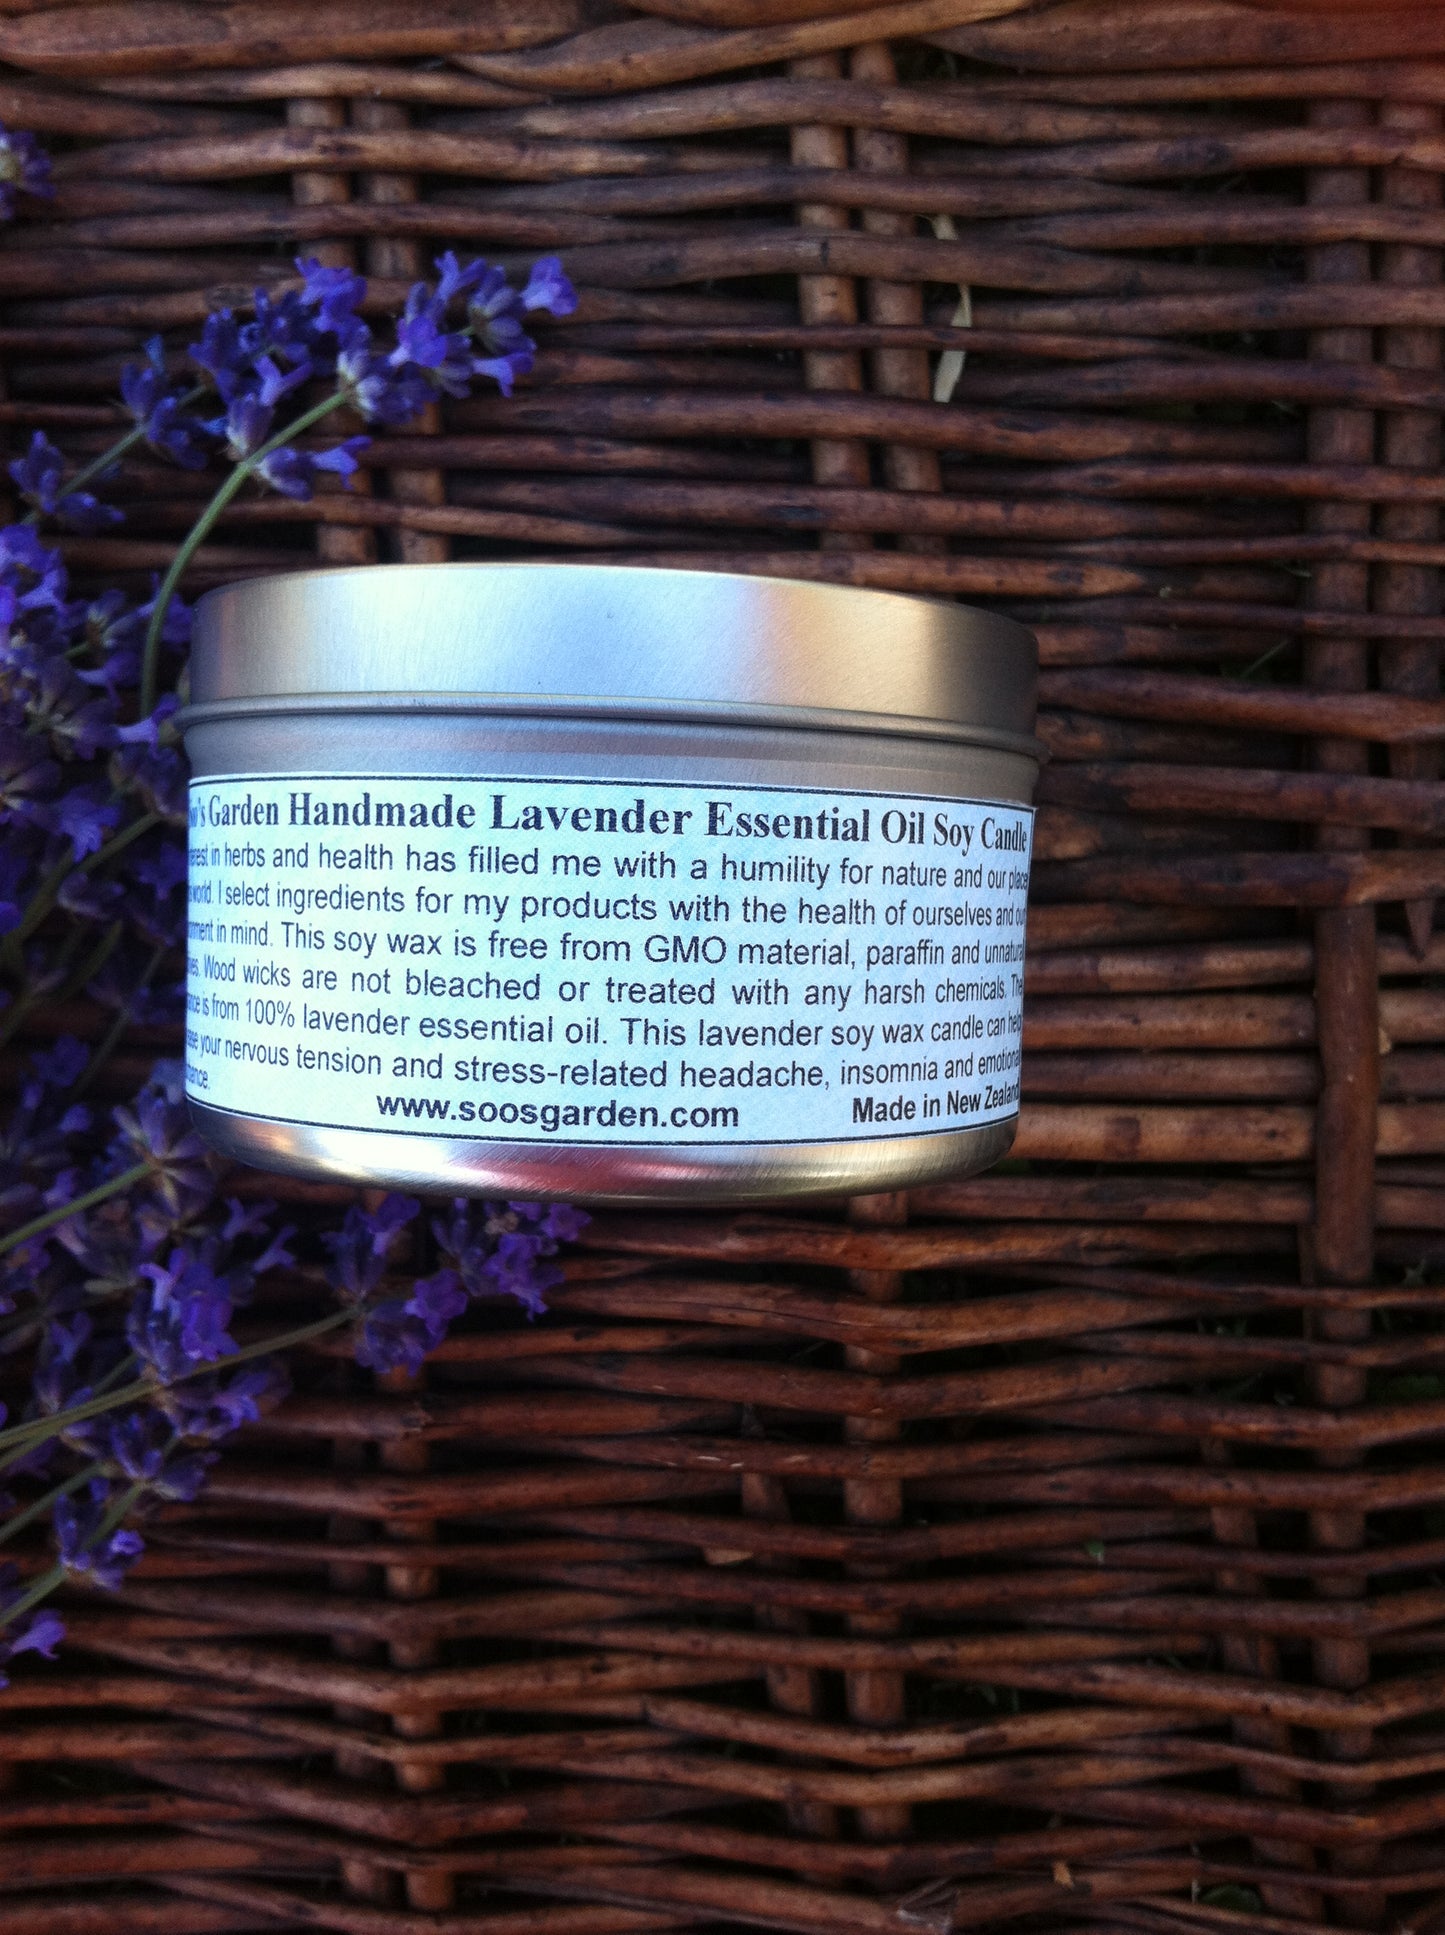 Garden Handmade Lavender Essential Oil Soy Candle
in herbs and health has filled me with a humility for nature and our place
world. I select ingredients for my products with the health of ourselves and our
in mind. This soy wax is free from GMO material, paraffin and unnatural
Wood wicks are not bleached or treated with any harsh chemicals. The
is from 100% lavender essential oil. This lavender soy wax candle can help
your nervous tension and stress-related headache, insomnia and emotional
www.soosgarden.com Made in New Zealand